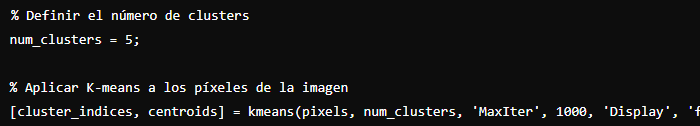 % Definir el número de clusters
num_clusters = 5;
% Aplicar K-means a los píxeles de la imagen
[cluster_indices, centroids] = kmeans(pixels, num_clusters, 'MaxIter', 1000, 'Display', '